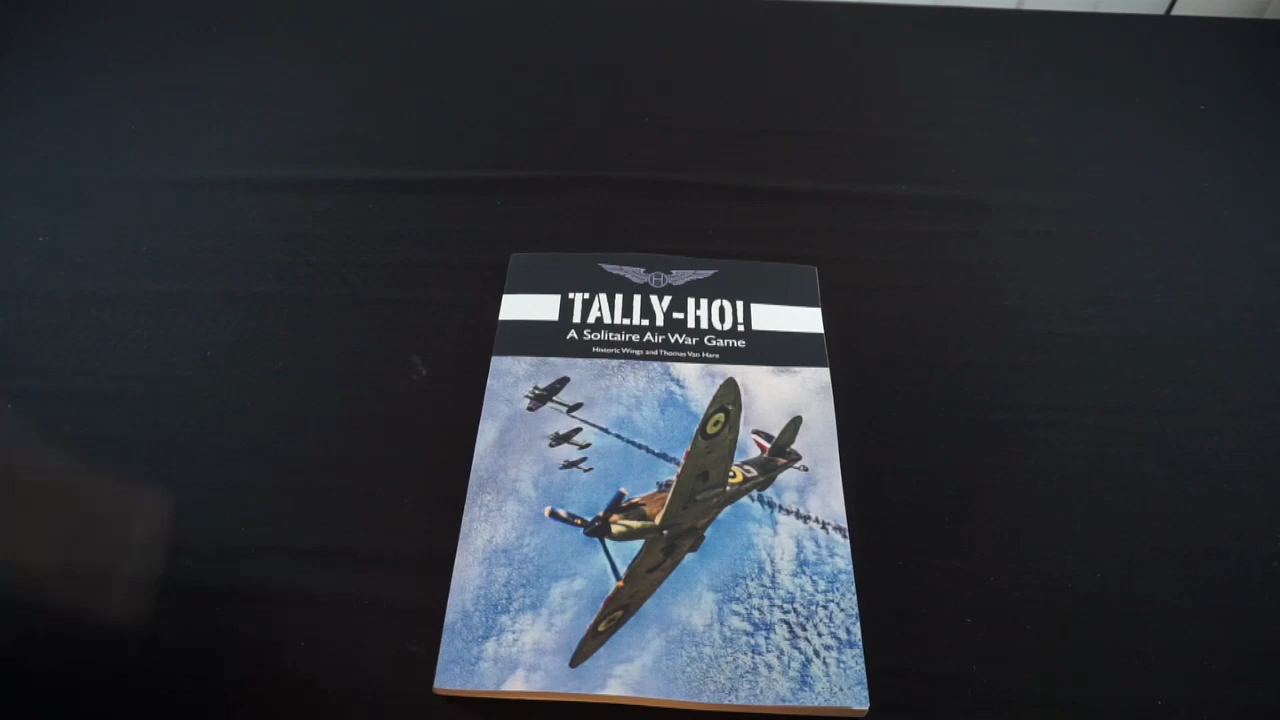 H
TALLY-HO!
A Solitaire Air War Game
Historic Wings and Thomas Van Hare